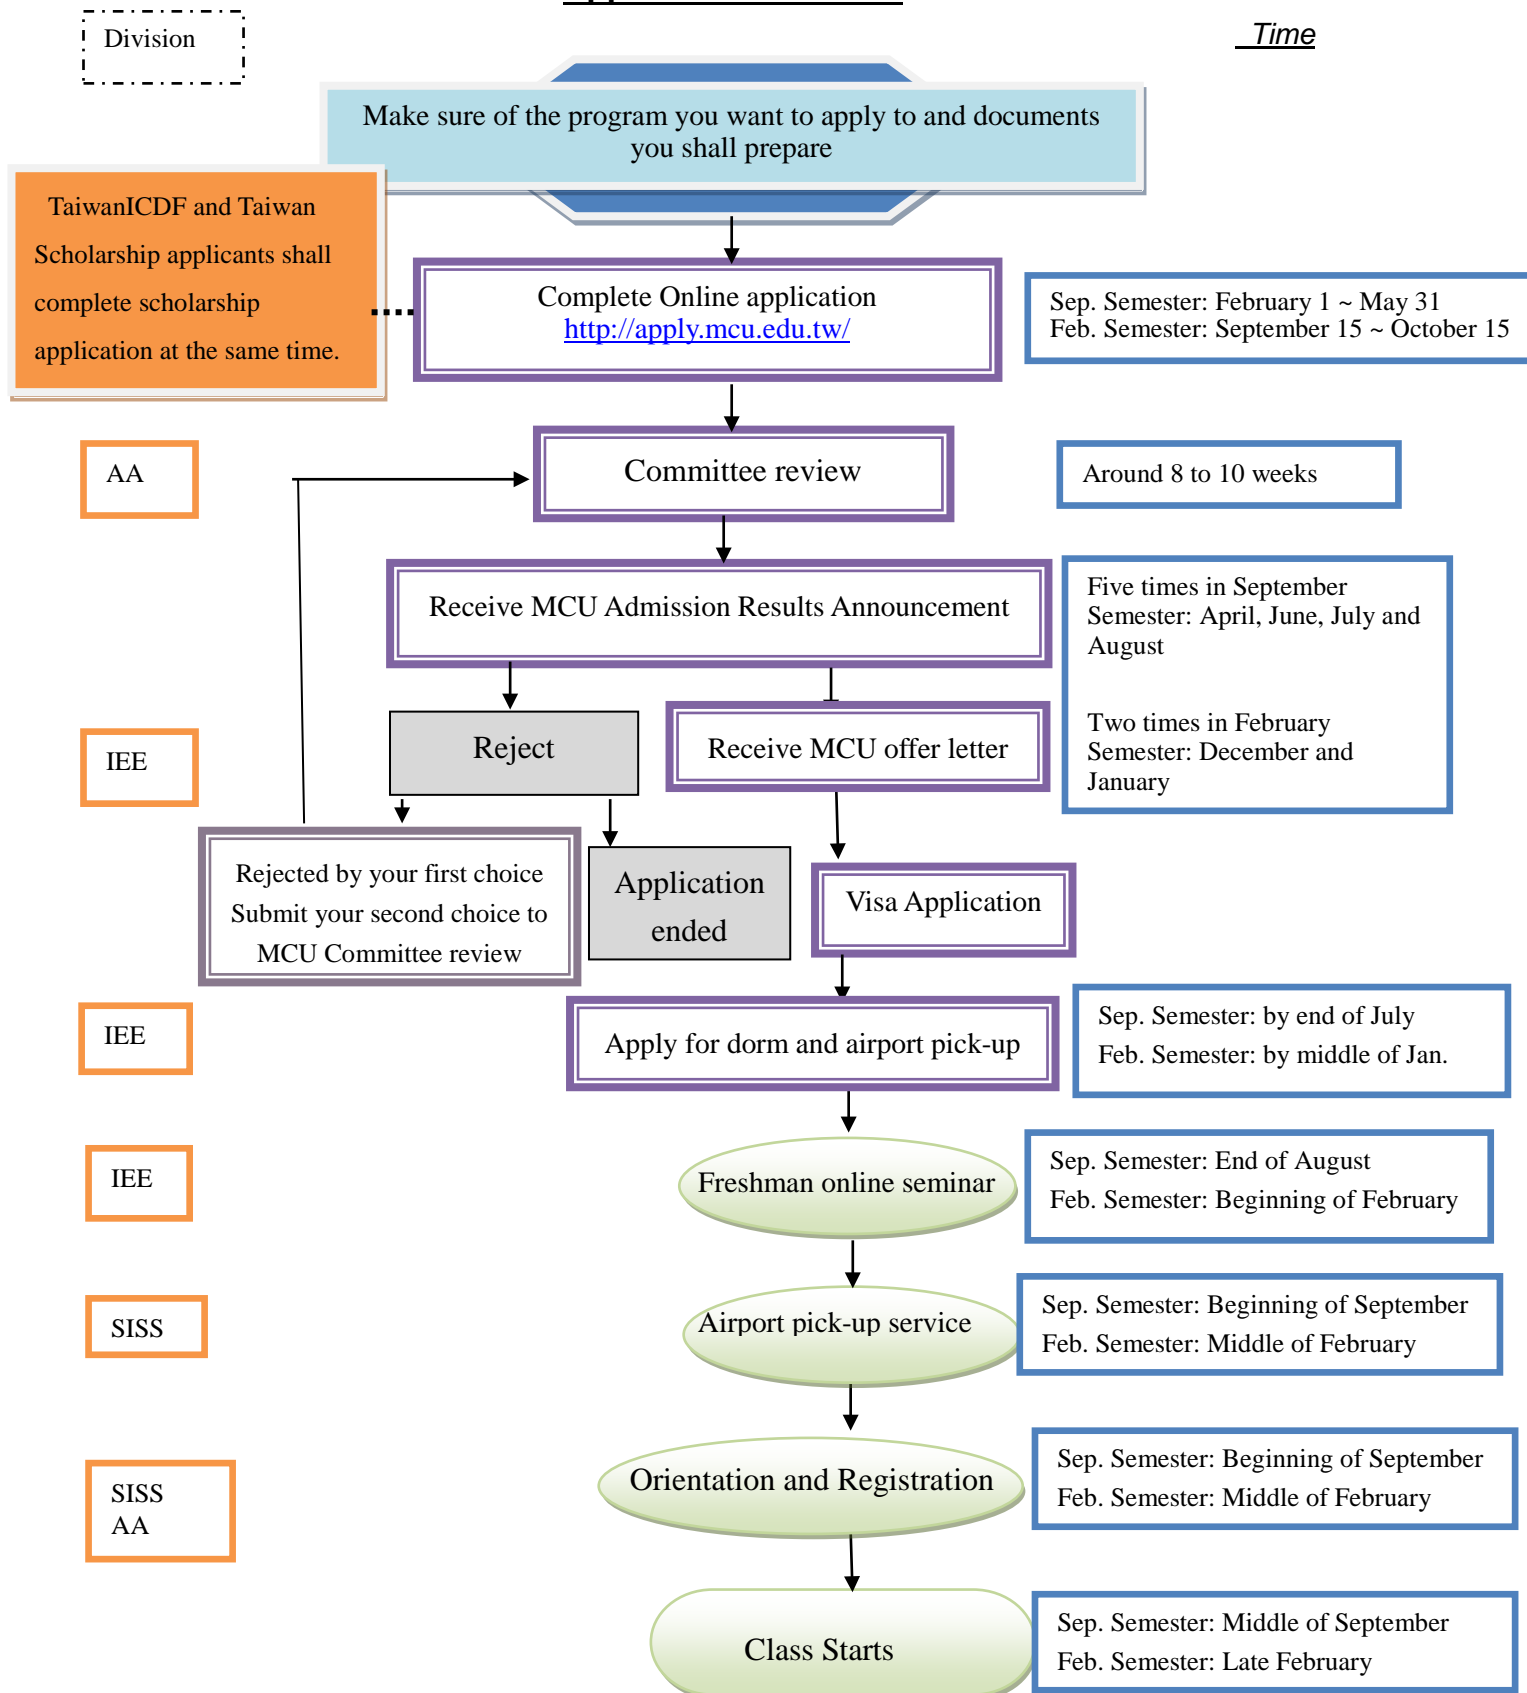 Division
Time
Make sure of the program you want to apply to and documents
you shall prepare
TaiwanICDF and Taiwan
Scholarship applicants shall
complete scholarship
application at the same time.
Complete Online application
http://apply.mcu.edu.tw/
Sep. Semester: February 1 ~ May 31
Feb. Semester: September 15 ~ October 15
AA
Committee review
Around 8 to 10 weeks
Receive MCU Admission Results Announcement
Five times in September
Semester: April, June, July and
August
Two times in February
Semester: December and
January
IEE
Reject
Receive MCU offer letter
Rejected by your first choice
Submit your second choice to
MCU Committee review
Application
ended
Visa Application
IEE
Apply for dorm and airport pick-up
Sep. Semester: by end of July
Feb. Semester: by middle of Jan.
IEE
Freshman online seminar
Sep. Semester: End of August
Feb. Semester: Beginning of February
SISS
Airport pick-up service
Sep. Semester: Beginning of September
Feb. Semester: Middle of February
SISS
AA
Orientation and Registration
Sep. Semester: Beginning of September
Feb. Semester: Middle of February
Class Starts
Sep. Semester: Middle of September
Feb. Semester: Late February